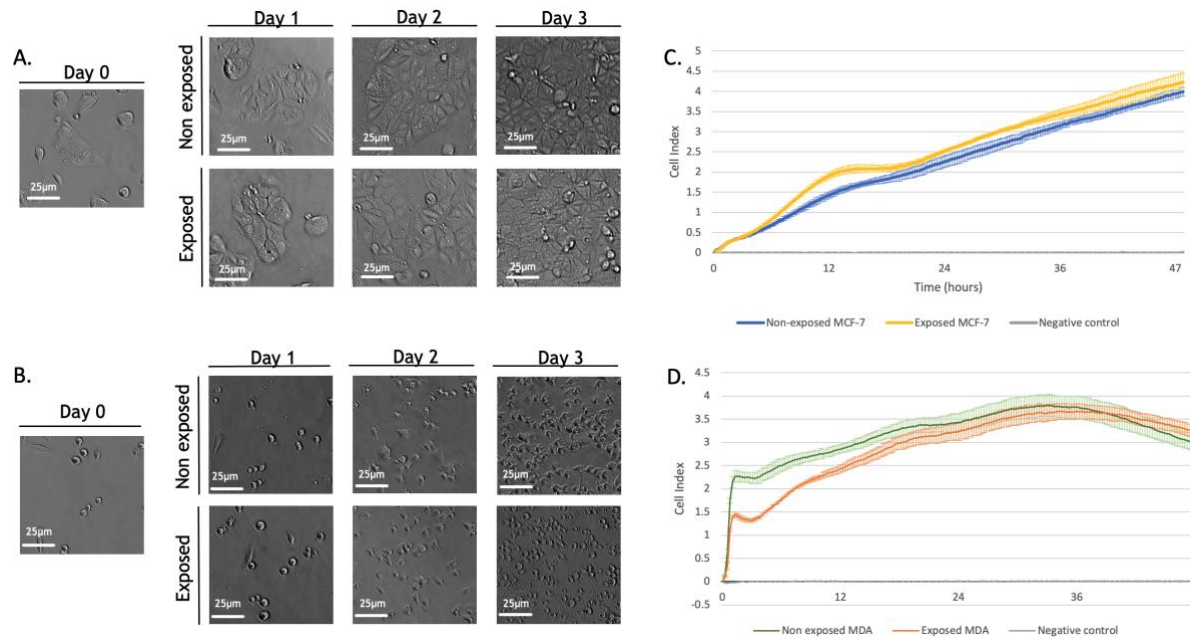 A.
Day 0
25µm
Day 1
Day 2
Day 3
Non exposed
25µm
25µm
25µm
Exposed
25µm
25µm
25µm
C.
5
4.5
4
3.5
3
2.5
2
1.5
1
0.5
0
Cell Index
0
12
24
36
47
Time (hours)
Non-exposed MCF-7
Exposed MCF-7
Negative control
B.
Day 0
25µm
Day 1
Day 2
Day 3
Non exposed
25µm
25µm
25µm
Exposed
25µm
25µm
25µm
D.
4.5
4
3.5
3
2.5
2
1.5
1
0.5
0
-0.5
Cell Index
0
12
24
36
Non exposed MDA
Exposed MDA
Negative control